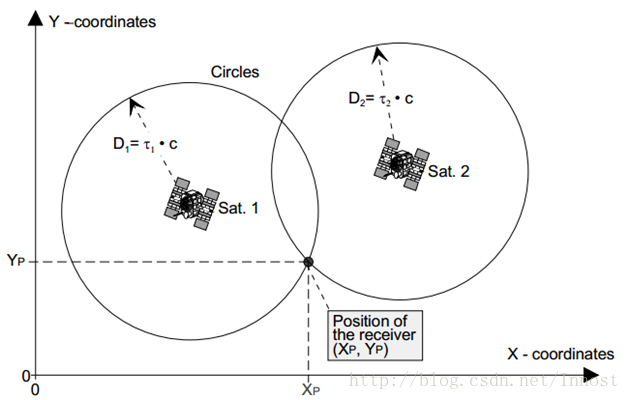 Y - coordinates
Circles
D₂= τ₂ • c
D₁= τ₁ • c
Sat. 2
Sat. 1
YP
Position of
the receiver
(XP, YP)
X - coordinates
0
0
XP
http://blog.csdn.net/Innost